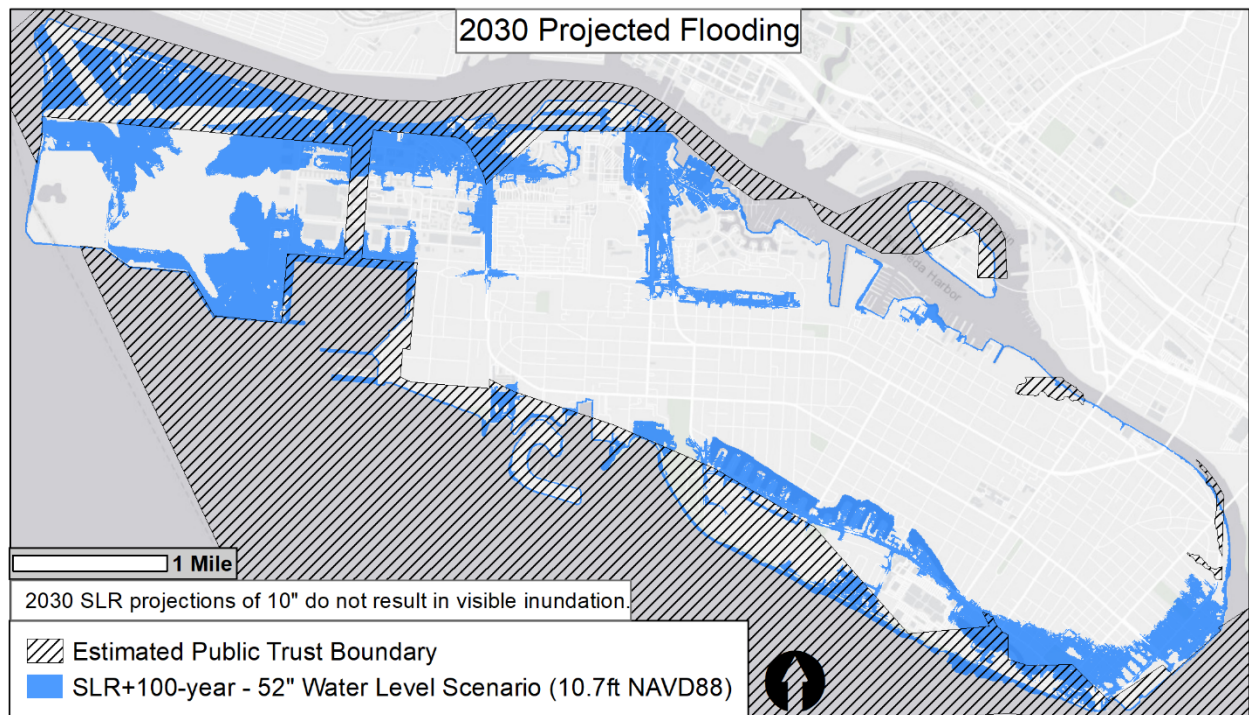 2030 Projected Flooding
Harbor
1 Mile
2030 SLR projections of 10" do not result in visible inundation.
Estimated Public Trust Boundary
SLR+100-year - 52" Water Level Scenario (10.7ft NAVD88)